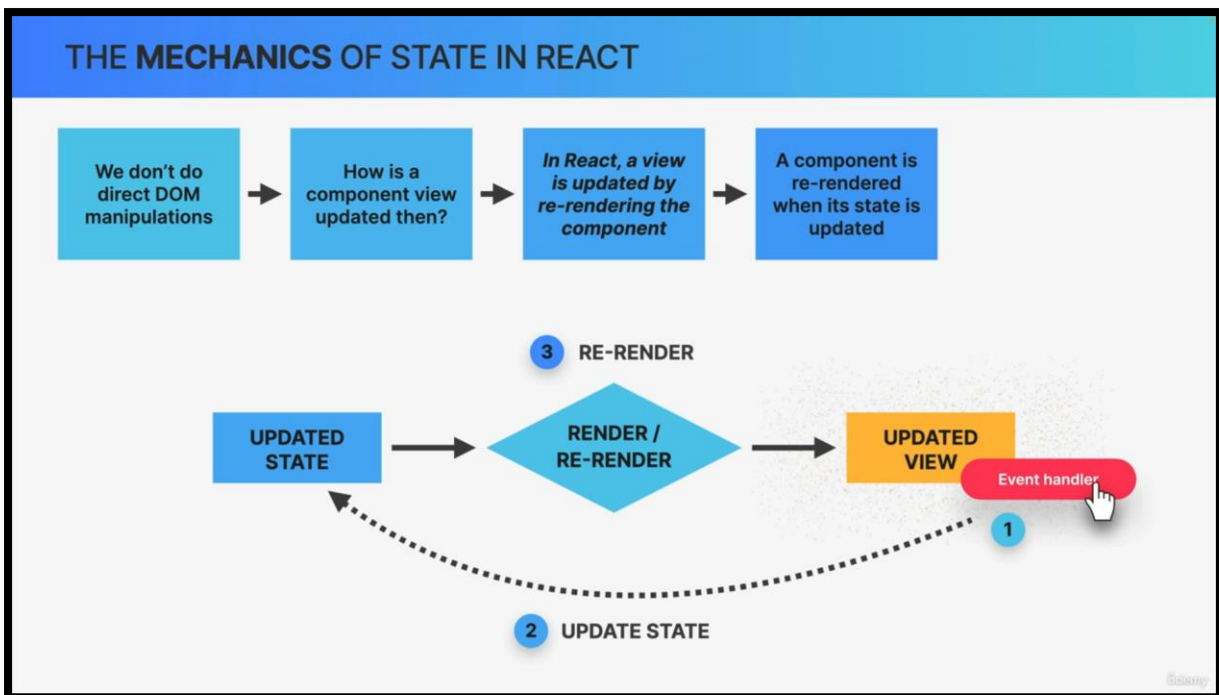 THE MECHANICS OF STATE IN REACT
We don’t do
direct DOM
manipulations
How is a
component view
updated then?
In React, a view
is updated by
re-rendering the
component
A component is
re-rendered
when its state is
updated
3 RE-RENDER
UPDATED
STATE
RENDER /
RE-RENDER
UPDATED
VIEW
Event handler
1
2 UPDATE STATE
Udemy